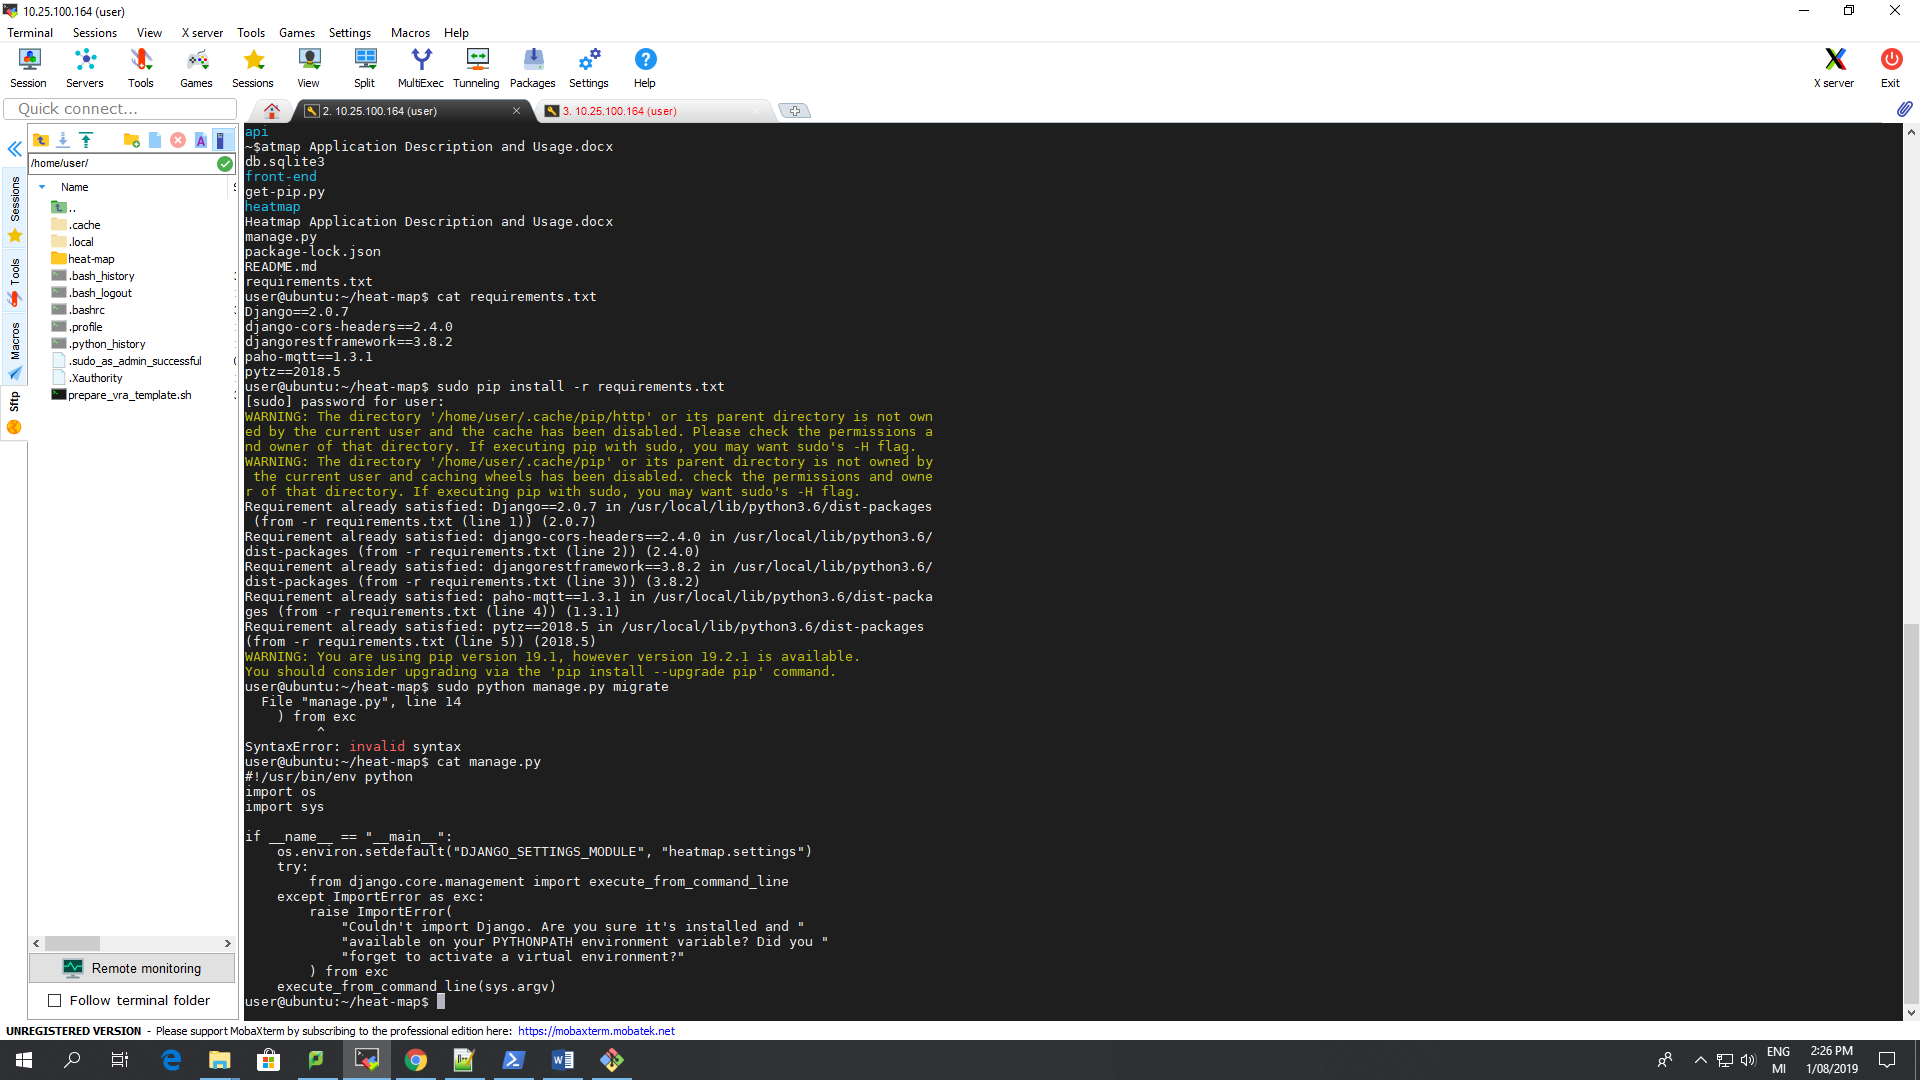 10.25.100.164 (user)
Terminal Sessions View X server Tools Games Settings Macros Help
Session Servers Tools Games Sessions View Split MultiExec Tunneling Packages Settings Help X server Exit
Quick connect...
2. 10.25.100.164 (user)
3. 10.25.100.164 (user)
/home/user/
Name
..
.cache
.local
heat-map
.bash_history
.bash_logout
.bashrc
.profile
.python_history
.sudo_as_admin_successful
.Xauthority
prepare_vra_template.sh
Sessions
Tools
Macros
Sftp
Remote monitoring
Follow terminal folder
api
~$atmap Application Description and Usage.docx
db.sqlite3
front-end
get-pip.py
heatmap
Heatmap Application Description and Usage.docx
manage.py
package-lock.json
README.md
requirements.txt
user@ubuntu:~/heat-map$ cat requirements.txt
Django==2.0.7
django-cors-headers==2.4.0
djangorestframework==3.8.2
paho-mqtt==1.3.1
pytz==2018.5
user@ubuntu:~/heat-map$ sudo pip install -r requirements.txt
[sudo] password for user:
WARNING: The directory '/home/user/.cache/pip/http' or its parent directory is not own
ed by the current user and the cache has been disabled. Please check the permissions a
nd owner of that directory. If executing pip with sudo, you may want sudo's -H flag.
WARNING: The directory '/home/user/.cache/pip' or its parent directory is not owned by
 the current user and caching wheels has been disabled. check the permissions and owne
r of that directory. If executing pip with sudo, you may want sudo's -H flag.
Requirement already satisfied: Django==2.0.7 in /usr/local/lib/python3.6/dist-packages
 (from -r requirements.txt (line 1)) (2.0.7)
Requirement already satisfied: django-cors-headers==2.4.0 in /usr/local/lib/python3.6/
dist-packages (from -r requirements.txt (line 2)) (2.4.0)
Requirement already satisfied: djangorestframework==3.8.2 in /usr/local/lib/python3.6/
dist-packages (from -r requirements.txt (line 3)) (3.8.2)
Requirement already satisfied: paho-mqtt==1.3.1 in /usr/local/lib/python3.6/dist-packa
ges (from -r requirements.txt (line 4)) (1.3.1)
Requirement already satisfied: pytz==2018.5 in /usr/local/lib/python3.6/dist-packages
(from -r requirements.txt (line 5)) (2018.5)
WARNING: You are using pip version 19.1, however version 19.2.1 is available.
You should consider upgrading via the 'pip install --upgrade pip' command.
user@ubuntu:~/heat-map$ sudo python manage.py migrate
  File "manage.py", line 14
    ) from exc
         ^
SyntaxError: invalid syntax
user@ubuntu:~/heat-map$ cat manage.py
#!/usr/bin/env python
import os
import sys

if __name__ == "__main__":
    os.environ.setdefault("DJANGO_SETTINGS_MODULE", "heatmap.settings")
    try:
        from django.core.management import execute_from_command_line
    except ImportError as exc:
        raise ImportError(
            "Couldn't import Django. Are you sure it's installed and "
            "available on your PYTHONPATH environment variable? Did you "
            "forget to activate a virtual environment?"
        ) from exc
    execute_from_command_line(sys.argv)
user@ubuntu:~/heat-map$
UNREGISTERED VERSION - Please support MobaXterm by subscribing to the professional edition here: https://mobaxterm.mobatek.net
ENG
MI
2:26 PM
1/08/2019